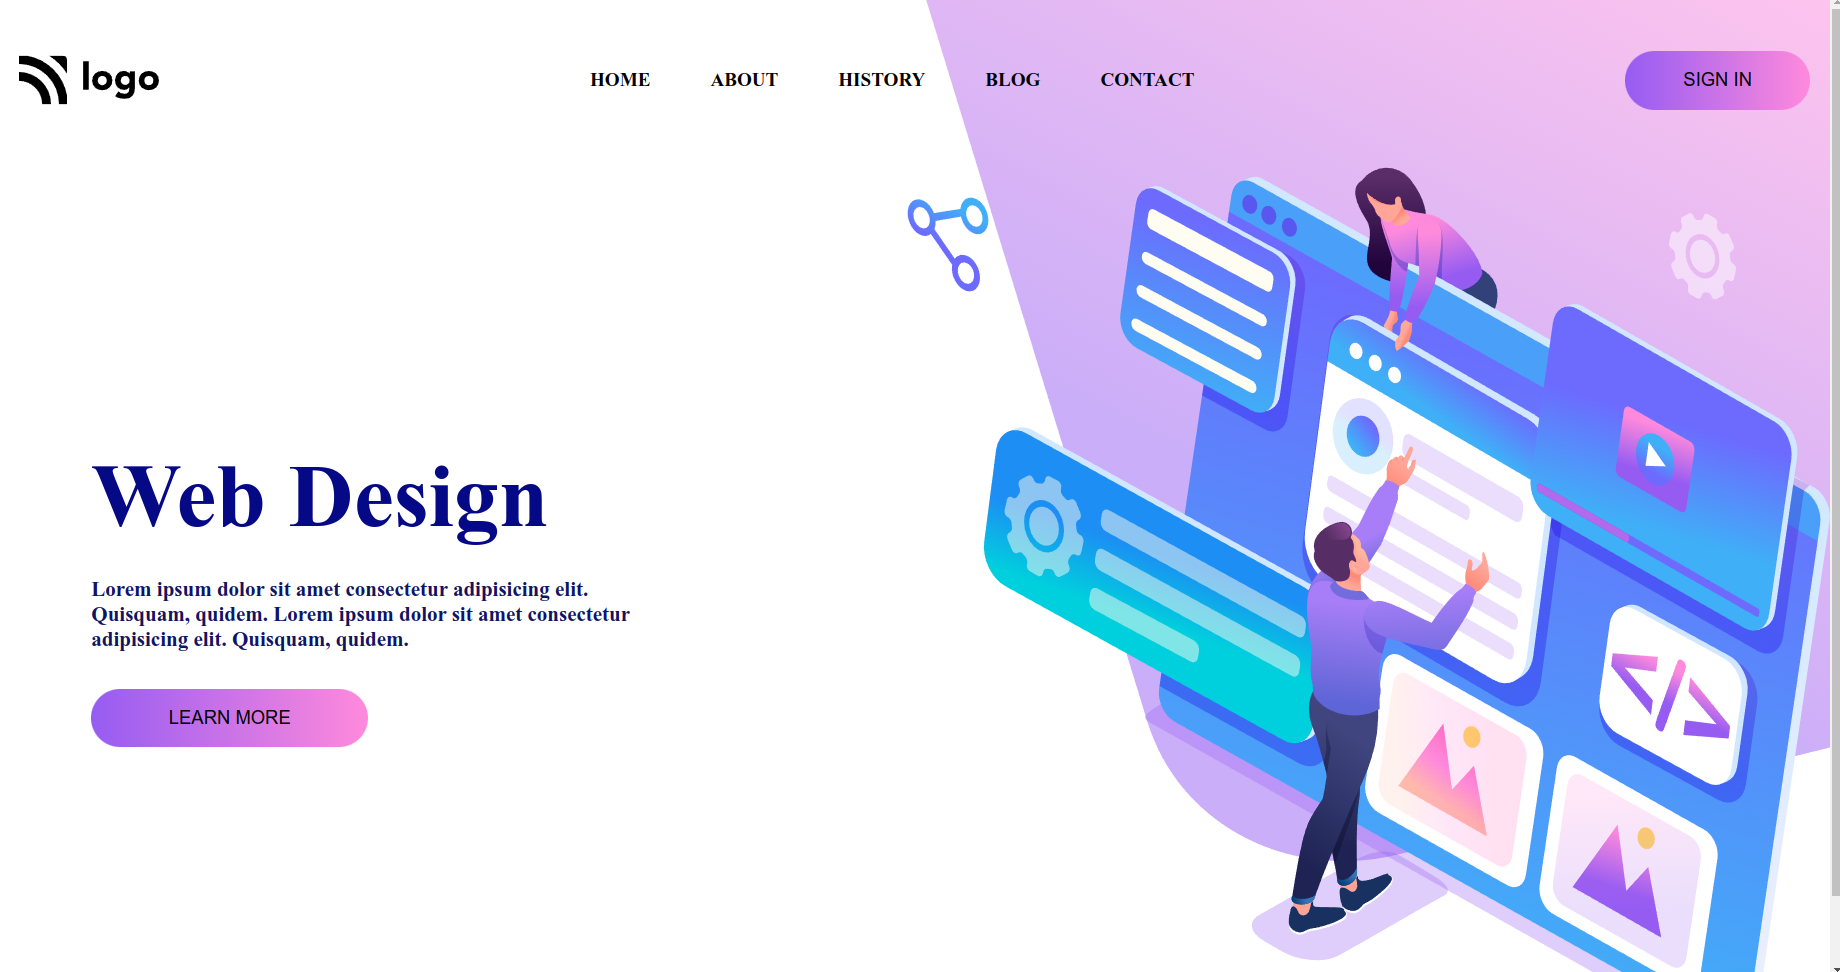 logo
HOME ABOUT HISTORY BLOG CONTACT
SIGN IN
Web Design
Lorem ipsum dolor sit amet consectetur adipisicing elit.
Quisquam, quidem. Lorem ipsum dolor sit amet consectetur
adipisicing elit. Quisquam, quidem.
LEARN MORE
</>